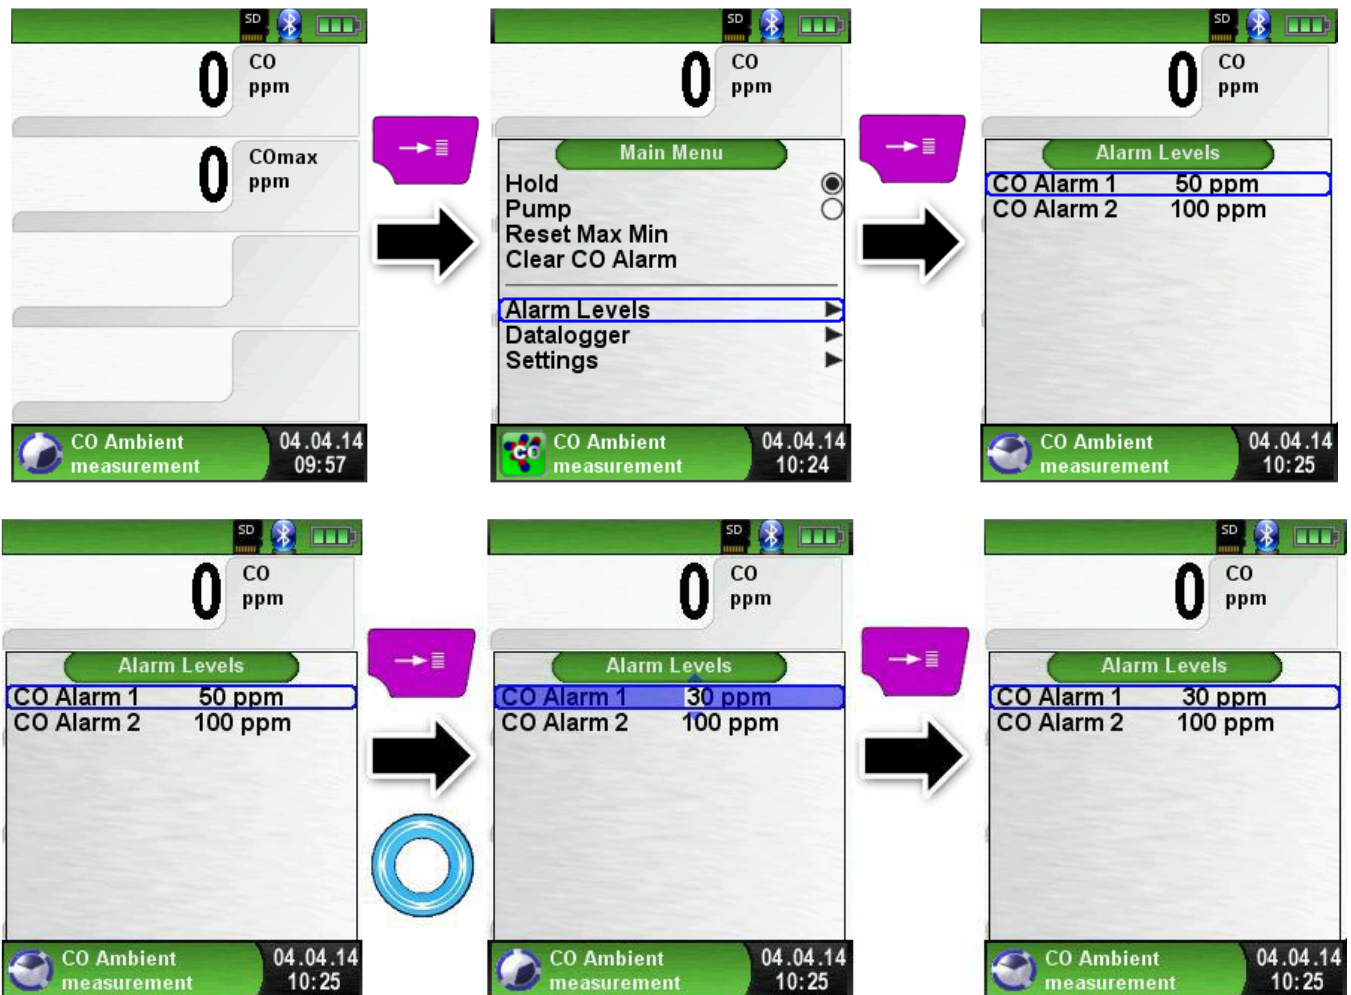 SD
0 CO
ppm
0 COmax
ppm
CO Ambient
measurement
04.04.14
09:57
SD
0 CO
ppm
Main Menu
Hold
Pump
Reset Max Min
Clear CO Alarm
Alarm Levels
Datalogger
Settings
CO
CO Ambient
measurement
04.04.14
10:24
SD
0 CO
ppm
Alarm Levels
CO Alarm 1 50 ppm
CO Alarm 2 100 ppm
CO Ambient
measurement
04.04.14
10:25
SD
0 CO
ppm
Alarm Levels
CO Alarm 1 50 ppm
CO Alarm 2 100 ppm
CO Ambient
measurement
04.04.14
10:25
SD
0 CO
ppm
Alarm Levels
CO Alarm 1 30 ppm
CO Alarm 2 100 ppm
CO Ambient
measurement
04.04.14
10:25
SD
0 CO
ppm
Alarm Levels
CO Alarm 1 30 ppm
CO Alarm 2 100 ppm
CO Ambient
measurement
04.04.14
10:25